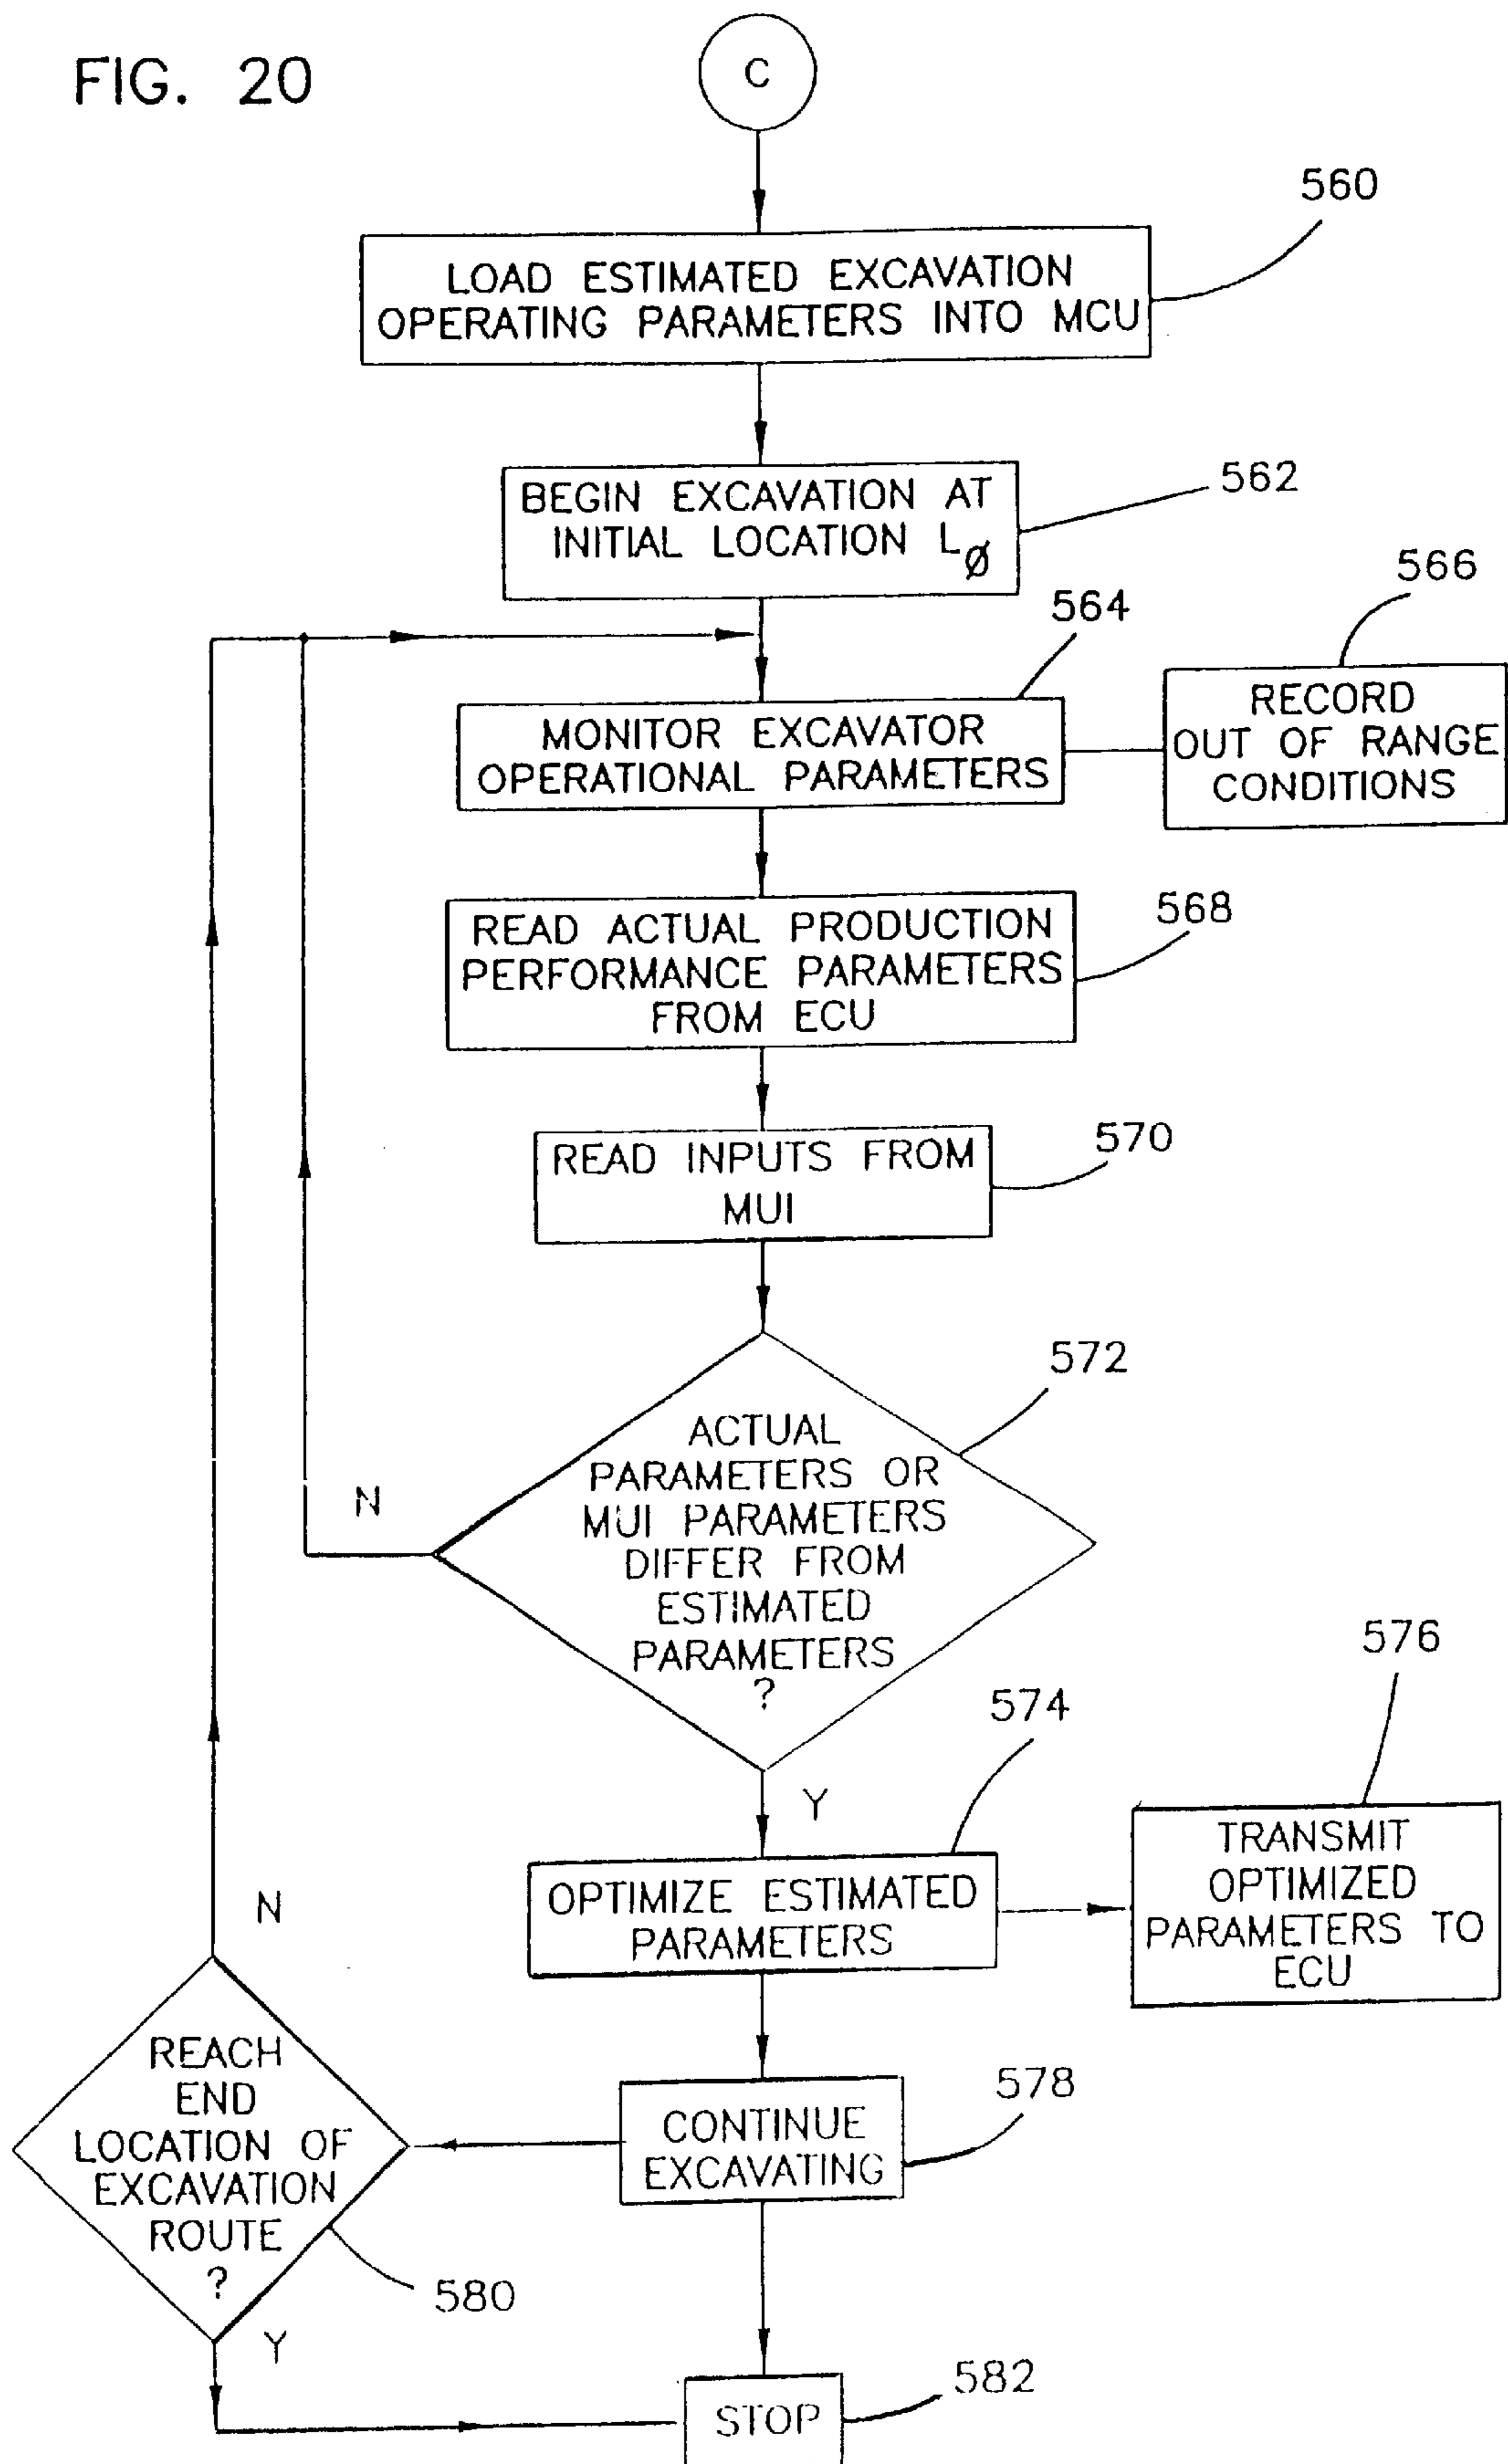 FIG. 20
C
560
LOAD ESTIMATED EXCAVATION
OPERATING PARAMETERS INTO MCU
562
BEGIN EXCAVATION AT
INITIAL LOCATION LØ
564
566
MONITOR EXCAVATOR
OPERATIONAL PARAMETERS
RECORD
OUT OF RANGE
CONDITIONS
568
READ ACTUAL PRODUCTION
PERFORMANCE PARAMETERS
FROM ECU
570
READ INPUTS FROM
MUI
572
ACTUAL
PARAMETERS OR
MUI PARAMETERS
DIFFER FROM
ESTIMATED
PARAMETERS
?
N
Y
574
576
OPTIMIZE ESTIMATED
PARAMETERS
TRANSMIT
OPTIMIZED
PARAMETERS TO
ECU
N
578
CONTINUE
EXCAVATING
REACH
END
LOCATION OF
EXCAVATION
ROUTE
?
580
Y
582
STOP